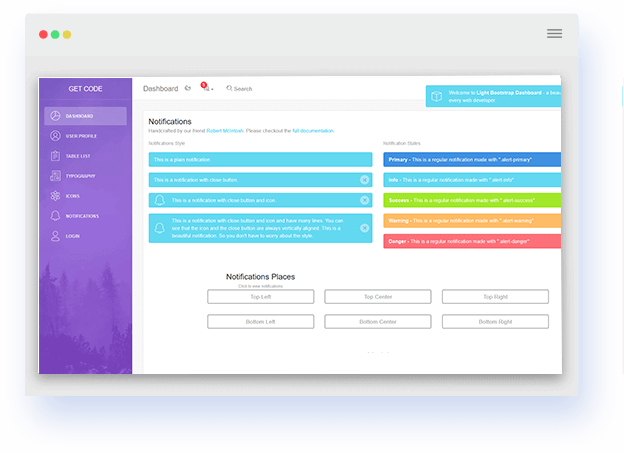 GET CODE
DASHBOARD
USER PROFILE
TABLE LIST
TYPOGRAPHY
ICONS
NOTIFICATIONS
LOGIN
Dashboard
Search
Welcome to Light Bootstrap Dashboard - a
every web developer.
Notifications
Handcrafted by our friend Robert McIntosh. Please checkout the full documentation.
Notifications Style
This is a plain notification
This is a notification with close button.
This is a notification with close button and icon.
This is a notification with close button and icon and have many lines. You can
see that the icon and the close button are always vertically aligned. This is a
beautiful notification. So you don't have to worry about the style.
Notification States
Primary - This is a regular notification made with ".alert-primary"
Info - This is a regular notification made with ".alert-info"
Success - This is a regular notification made with ".alert-success"
Warning - This is a regular notification made with ".alert-warning"
Danger - This is a regular notification made with ".alert-danger"
Notifications Places
Click to view notifications
Top Left
Top Center
Top Right
Bottom Left
Bottom Center
Bottom Right